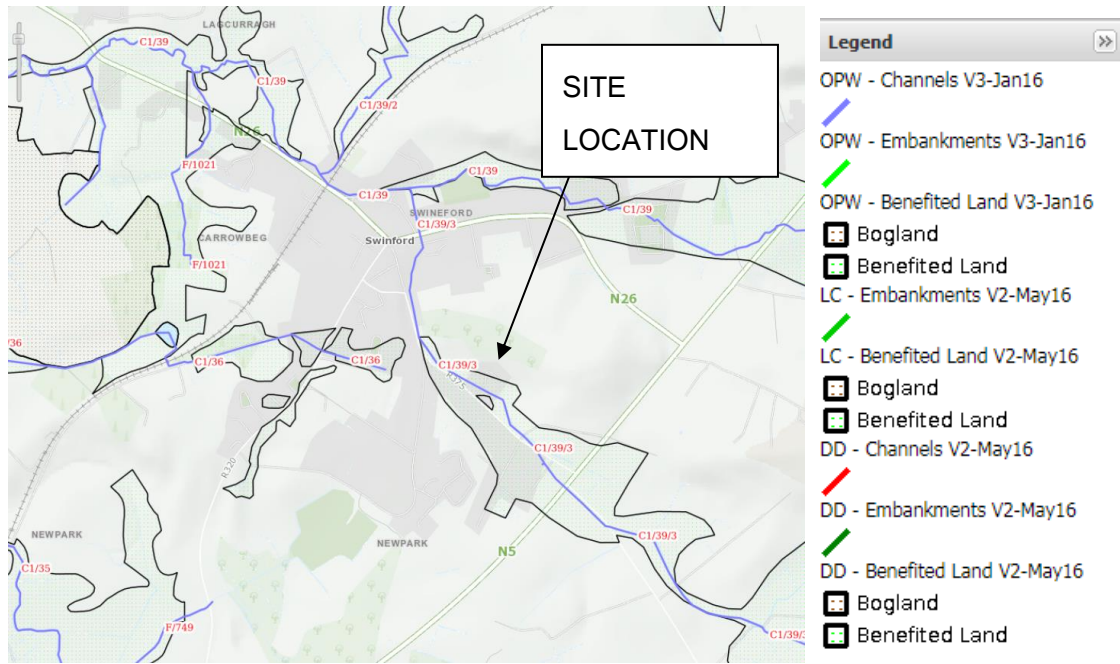 LAGCURRAGH
C1/39
C1/39
C1/39/2
N26
SITE
LOCATION
F/1021
C1/39
SWINEFORD
C1/39/3
C1/39
CARROWBEG
Swinford
F/1021
N26
/36
C1/36
C1/36
C1/39/3
R375
C1/39/3
R320
C1/39/3
NEWPARK
NEWPARK
N5
C1/35
F/749
C1/39/3
Legend
OPW - Channels V3-Jan16
OPW - Embankments V3-Jan16
OPW - Benefited Land V3-Jan16
Bogland
Benefited Land
LC - Embankments V2-May16
LC - Benefited Land V2-May16
Bogland
Benefited Land
DD - Channels V2-May16
DD - Embankments V2-May16
DD - Benefited Land V2-May16
Bogland
Benefited Land